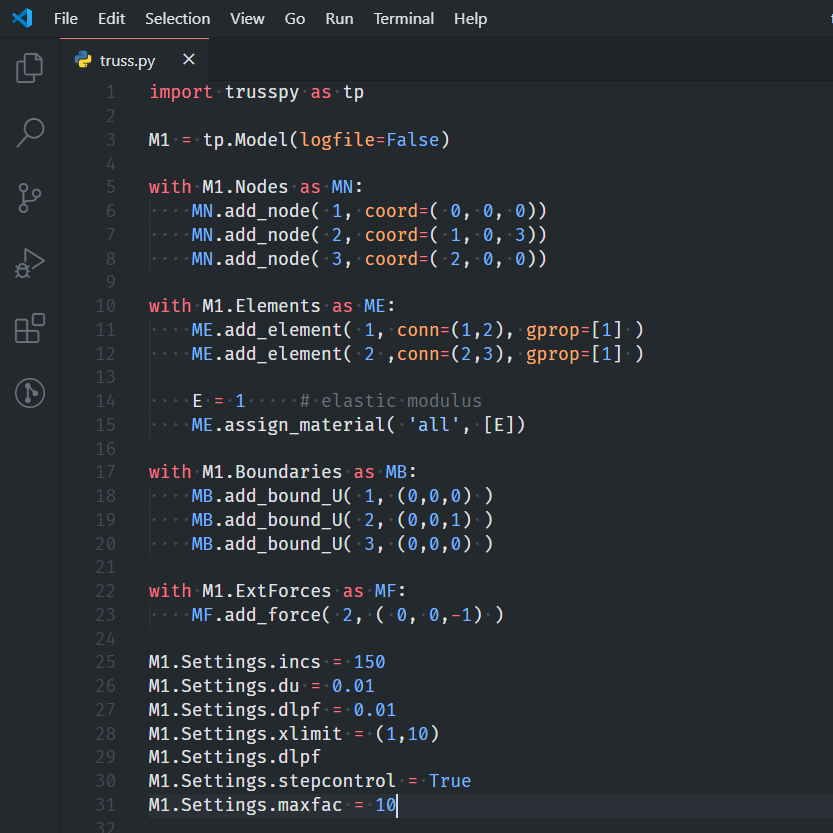 File Edit Selection View Go Run Terminal Help
truss.py
1 import trusspy as tp
2
3 M1 = tp.Model(logfile=False)
4
5 with M1.Nodes as MN:
6     MN.add_node( 1, coord=( 0, 0, 0))
7     MN.add_node( 2, coord=( 1, 0, 3))
8     MN.add_node( 3, coord=( 2, 0, 0))
9
10 with M1.Elements as ME:
11     ME.add_element( 1, conn=(1,2), gprop=[1] )
12     ME.add_element( 2 ,conn=(2,3), gprop=[1] )
13
14     E = 1     # elastic modulus
15     ME.assign_material( 'all', [E])
16
17 with M1.Boundaries as MB:
18     MB.add_bound_U( 1, (0,0,0) )
19     MB.add_bound_U( 2, (0,0,1) )
20     MB.add_bound_U( 3, (0,0,0) )
21
22 with M1.ExtForces as MF:
23     MF.add_force( 2, ( 0, 0,-1) )
24
25 M1.Settings.incs = 150
26 M1.Settings.du = 0.01
27 M1.Settings.dlpf = 0.01
28 M1.Settings.xlimit = (1,10)
29 M1.Settings.dlpf
30 M1.Settings.stepcontrol = True
31 M1.Settings.maxfac = 10
32